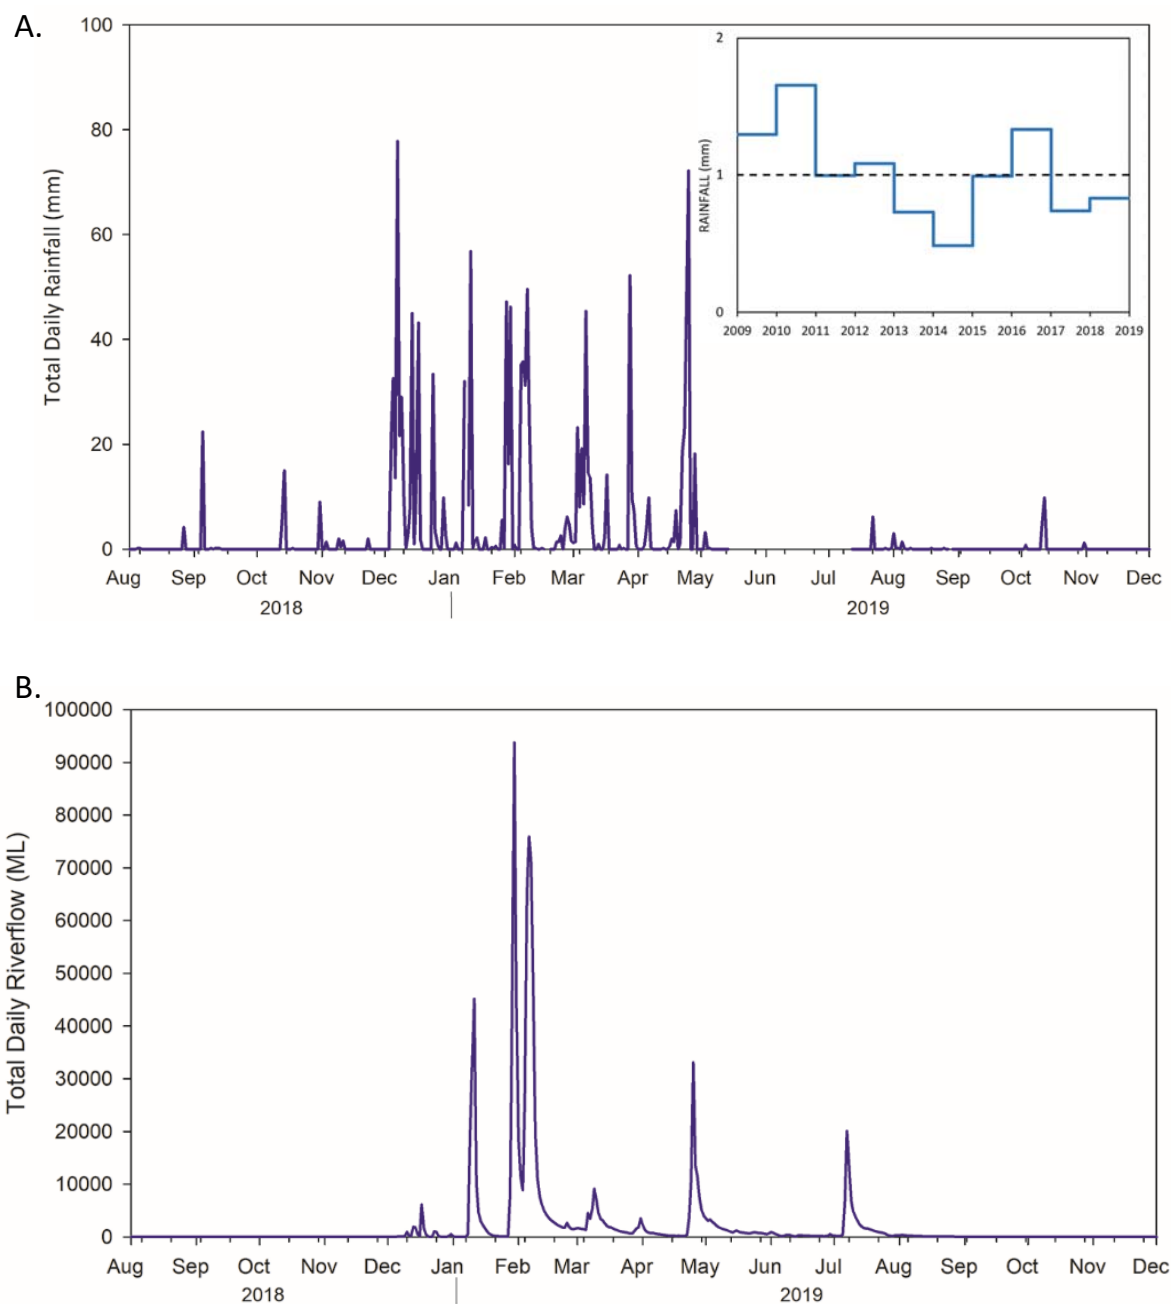 A.
100
80
60
40
20
0
Total Daily Rainfall (mm)
Aug Sep Oct Nov Dec Jan Feb Mar Apr May Jun Jul Aug Sep Oct Nov Dec
2018 2019
2
1
0
RAINFALL (mm)
2009 2010 2011 2012 2013 2014 2015 2016 2017 2018 2019
B.
100000
90000
80000
70000
60000
50000
40000
30000
20000
10000
0
Total Daily Riverflow (ML)
Aug Sep Oct Nov Dec Jan Feb Mar Apr May Jun Jul Aug Sep Oct Nov Dec
2018 2019